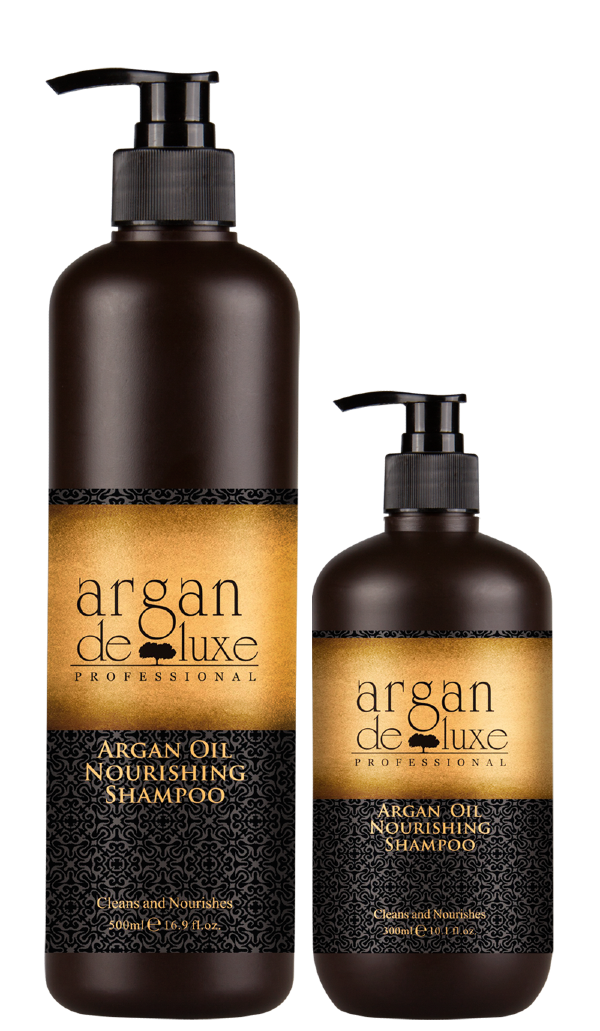 argan
de luxe
PROFESSIONAL
ARGAN OIL
NOURISHING
SHAMPOO
Cleans and Nourishes
500ml ℮ 16.9 fl.oz.
argan
de luxe
PROFESSIONAL
ARGAN OIL
NOURISHING
SHAMPOO
Cleans and Nourishes
300ml ℮ 10.1 fl.oz.